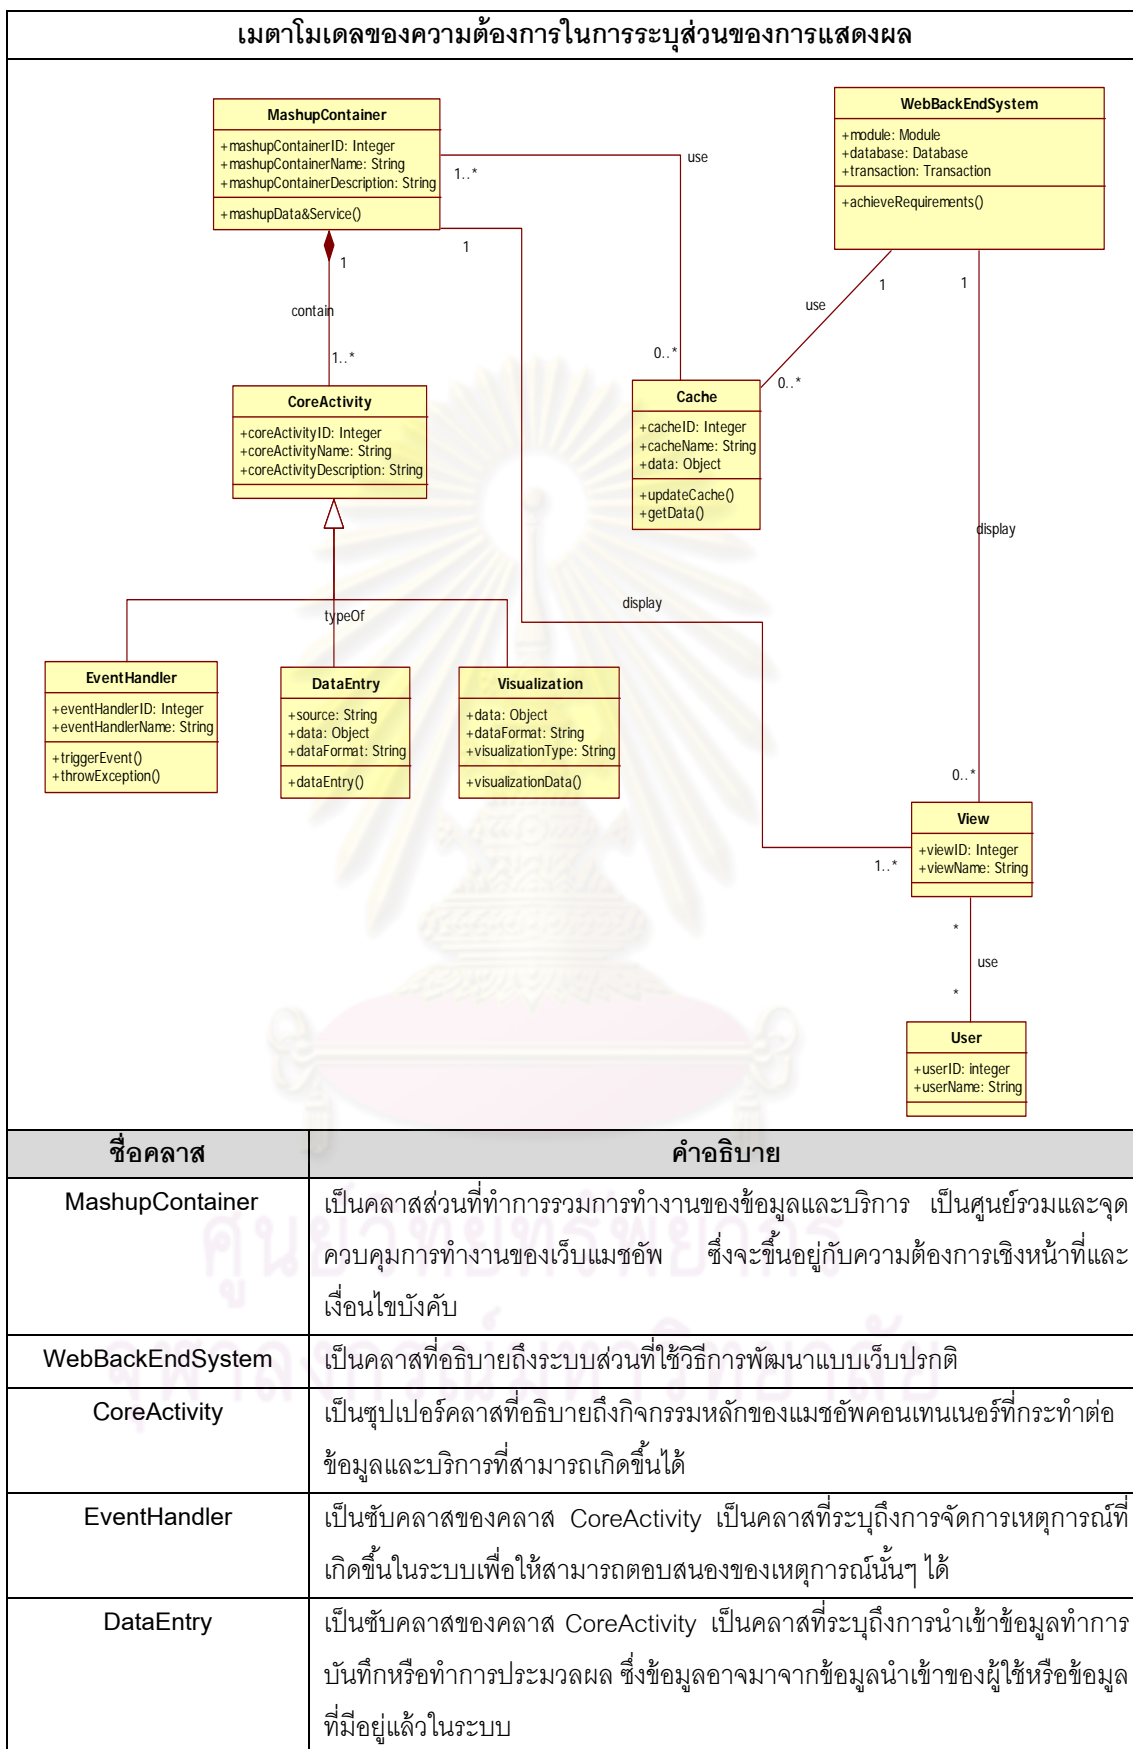 เมตาโมเดลของความต้องการในการระบุส่วนของการแสดงผล
MashupContainer
+mashupContainerID: Integer
+mashupContainerName: String
+mashupContainerDescription: String
+mashupData&Service()
WebBackEndSystem
+module: Module
+database: Database
+transaction: Transaction
+achieveRequirements()
1..*
use
1
1
contain
1..*
0..*
use
1
1
0..*
CoreActivity
+coreActivityID: Integer
+coreActivityName: String
+coreActivityDescription: String
Cache
+cacheID: Integer
+cacheName: String
+data: Object
+updateCache()
+getData()
display
display
typeOf
EventHandler
+eventHandlerID: Integer
+eventHandlerName: String
+triggerEvent()
+throwException()
DataEntry
+source: String
+data: Object
+dataFormat: String
+dataEntry()
Visualization
+data: Object
+dataFormat: String
+visualizationType: String
+visualizationData()
0..*
1..*
View
+viewID: Integer
+viewName: String
*
use
*
User
+userID: integer
+userName: String
ชื่อคลาส
คำอธิบาย
MashupContainer
เป็นคลาสส่วนที่ทำการรวมการทำงานของข้อมูลและบริการ เป็นศูนย์รวมและจุด
ควบคุมการทำงานของเว็บแมชอัพ ซึ่งจะขึ้นอยู่กับความต้องการเชิงหน้าที่และ
เงื่อนไขบังคับ
WebBackEndSystem
เป็นคลาสที่อธิบายถึงระบบส่วนที่ใช้วิธีการพัฒนาแบบเว็บปรกติ
CoreActivity
เป็นซุปเปอร์คลาสที่อธิบายถึงกิจกรรมหลักของแมชอัพคอนเทนเนอร์ที่กระทำต่อ
ข้อมูลและบริการที่สามารถเกิดขึ้นได้
EventHandler
เป็นซับคลาสของคลาส CoreActivity เป็นคลาสที่ระบุถึงการจัดการเหตุการณ์ที่
เกิดขึ้นในระบบเพื่อให้สามารถตอบสนองของเหตุการณ์นั้นๆ ได้
DataEntry
เป็นซับคลาสของคลาส CoreActivity เป็นคลาสที่ระบุถึงการนำเข้าข้อมูลทำการ
บันทึกหรือทำการประมวลผล ซึ่งข้อมูลอาจมาจากข้อมูลนำเข้าของผู้ใช้หรือข้อมูล
ที่มีอยู่แล้วในระบบ
ศูนย์วิทยทรัพยากร
จุฬาลงกรณ์มหาวิทยาลัย